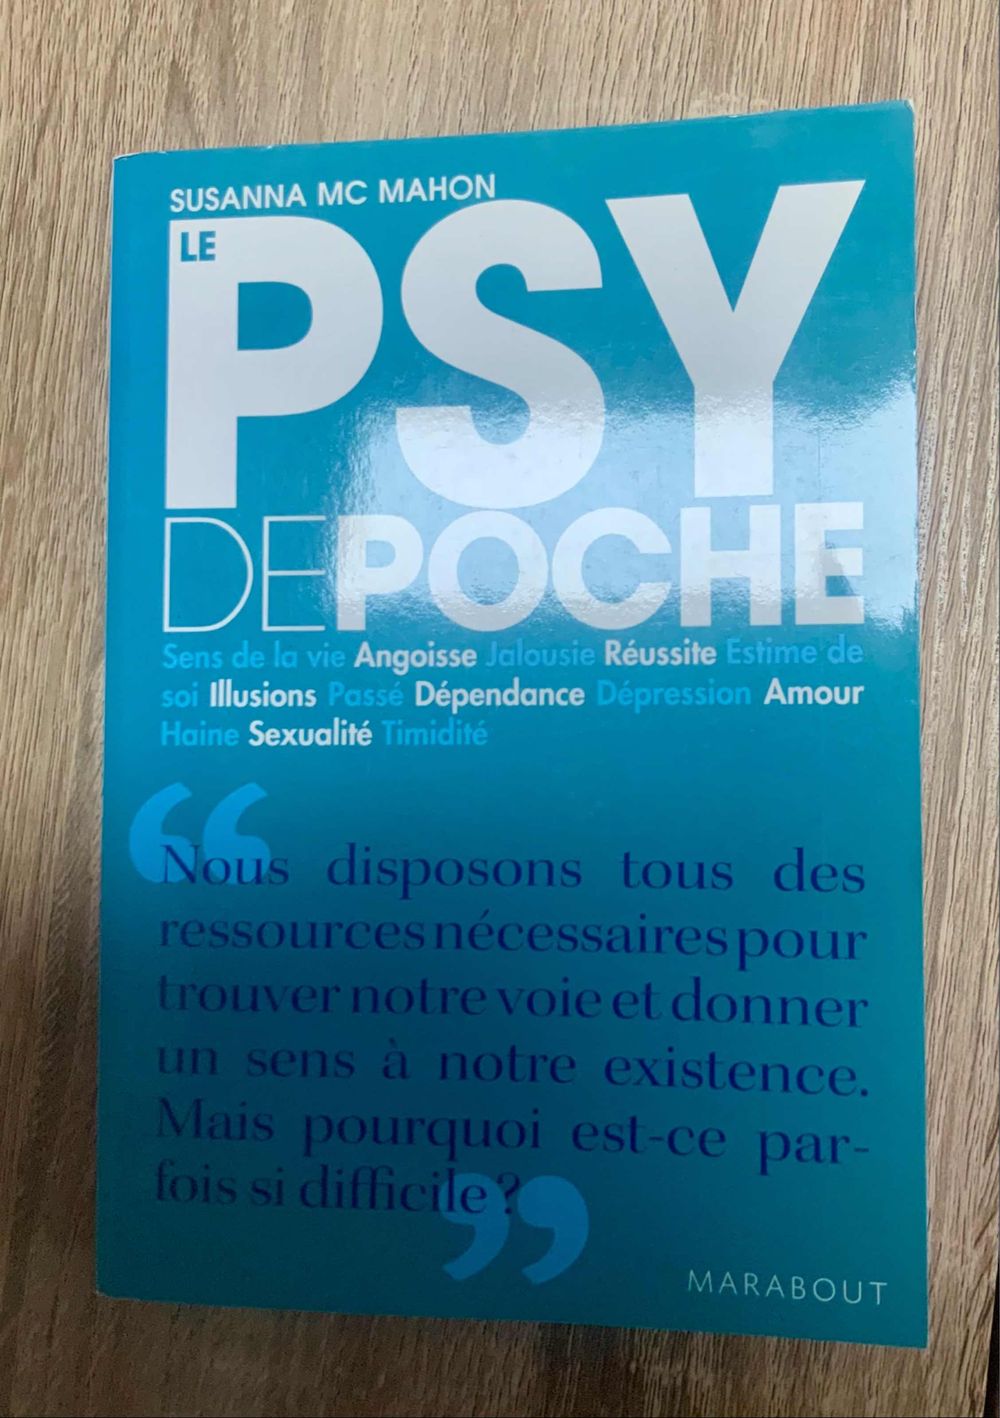 SUSANNA MC MAHON
LE
PSY
DE POCHE
Sens de la vie Angoisse Jalousie Réussite Estime de
soi Illusions Passé Dépendance Dépression Amour
Haine Sexualité Timidité
“Nous disposons tous des
ressources nécessaires pour
trouver notre voie et donner
un sens à notre existence.
Mais pourquoi est-ce par-
fois si difficile ?”
MARABOUT